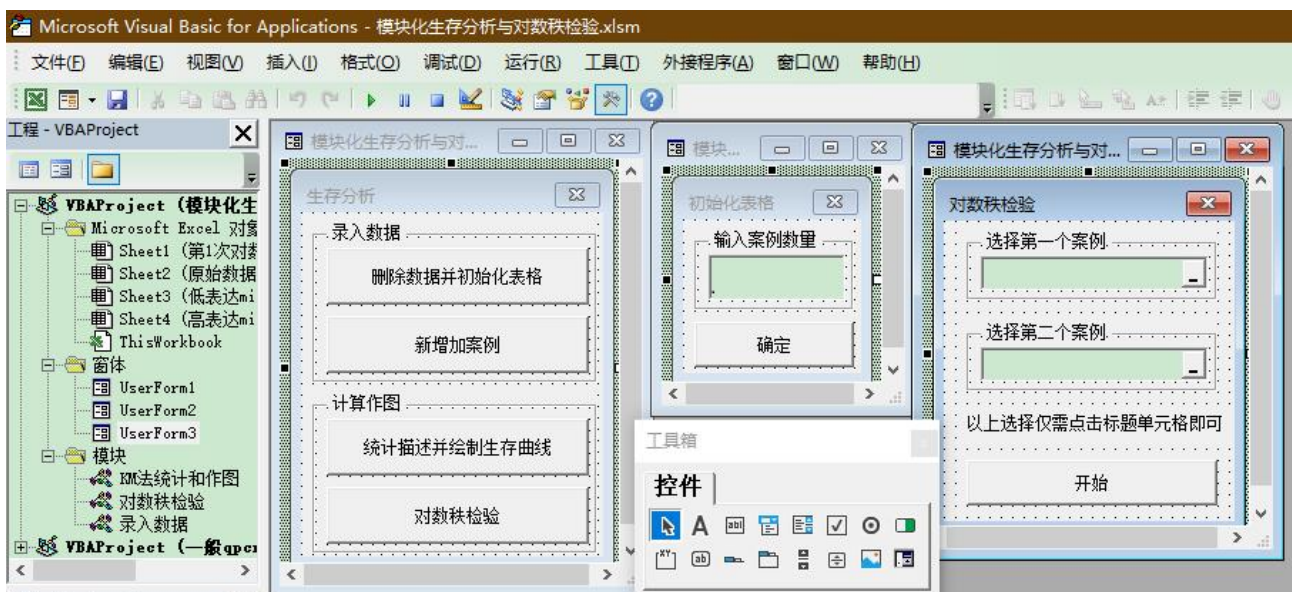 Microsoft Visual Basic for Applications - 模块化生存分析与对数秩检验.xlsm
文件(F) 编辑(E) 视图(V) 插入(I) 格式(O) 调试(D) 运行(R) 工具(T) 外接程序(A) 窗口(W) 帮助(H)
工程 - VBAProject
VBAProject (模块化生
Microsoft Excel 对象
Sheet1 (第1次对数
Sheet2 (原始数据
Sheet3 (低表达mi
Sheet4 (高表达mi
ThisWorkbook
窗体
UserForm1
UserForm2
UserForm3
模块
KM法统计和作图
对数秩检验
录入数据
VBAProject (一般qpcr
模块化生存分析与对...
生存分析
录入数据
删除数据并初始化表格
新增加案例
计算作图
统计描述并绘制生存曲线
对数秩检验
模块...
初始化表格
输入案例数量
确定
工具箱
控件
模块化生存分析与对...
对数秩检验
选择第一个案例
选择第二个案例
以上选择仅需点击标题单元格即可
开始